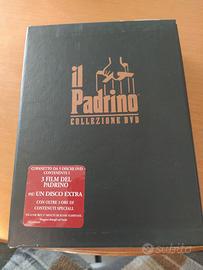 il
Padrino
COLLEZIONE DVD
COFANETTO DA 5 DISCHI DVD
CONTENENTE I
3 FILM DEL
PADRINO
PIÙ UN DISCO EXTRA
CON OLTRE 3 ORE DI
CONTENUTI SPECIALI
subito